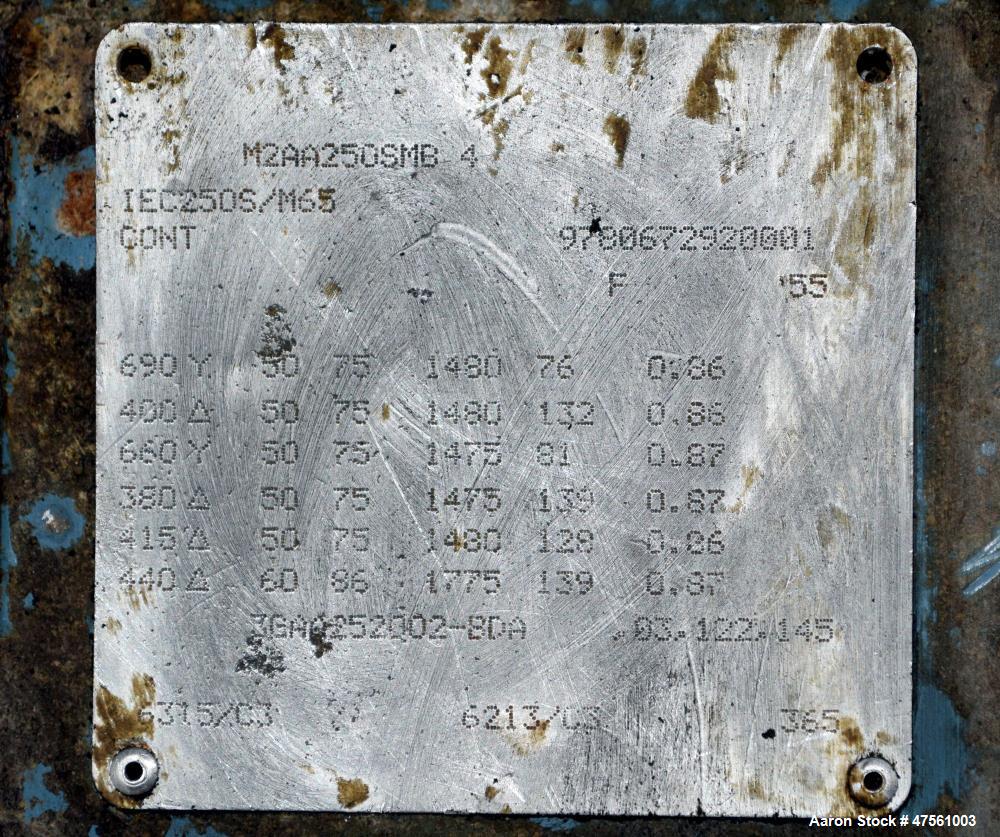 M2AA250SMB 4
IEC250S/M65
CONT 9700672920001
F 55
690 Y 50 75 1480 76 0.86
400 Δ 50 75 1480 132 0.86
660 Y 50 75 1475 81 0.87
380 Δ 50 75 1475 139 0.87
415 Δ 50 75 1480 128 0.86
440 Δ 60 86 1775 139 0.87
3GAA252002-BDA 03.122.145
6315/C3 6213/C3 365
Aaron Stock # 47561003